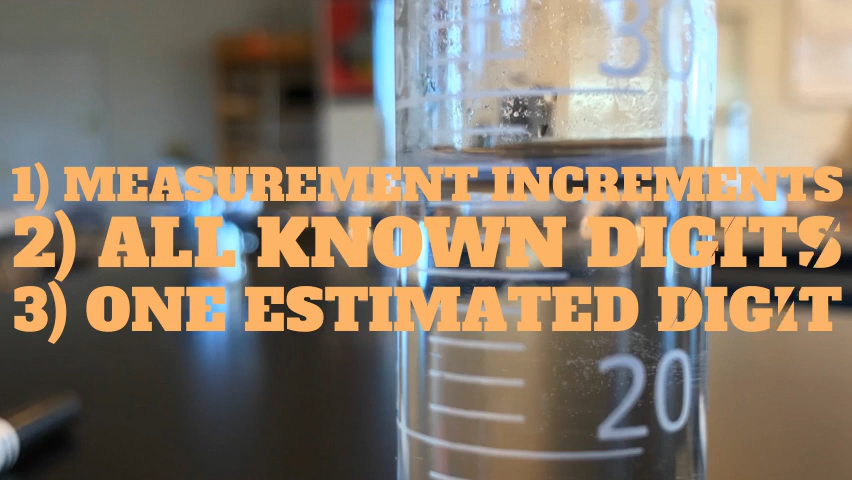 30
1) MEASUREMENT INCREMENTS
2) ALL KNOWN DIGITS
3) ONE ESTIMATED DIGIT
20